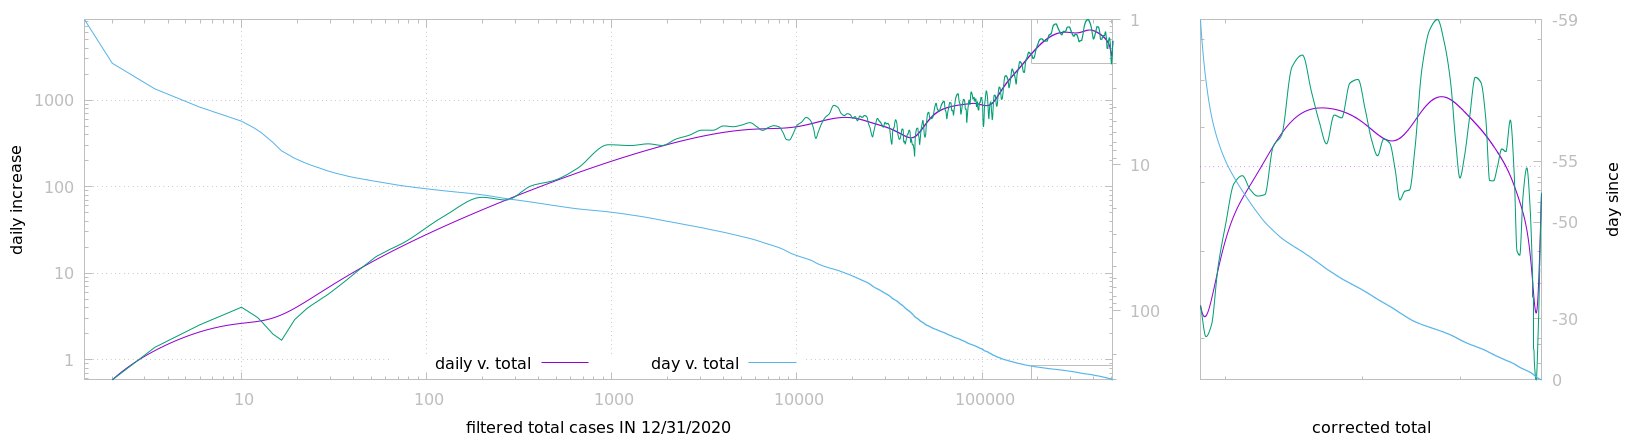 daily increase
1000
100
10
1
daily v. total
day v. total
10
100
1000
10000
100000
filtered total cases IN 12/31/2020
1
10
100
-59
-55
-50
-30
0
day since
corrected total